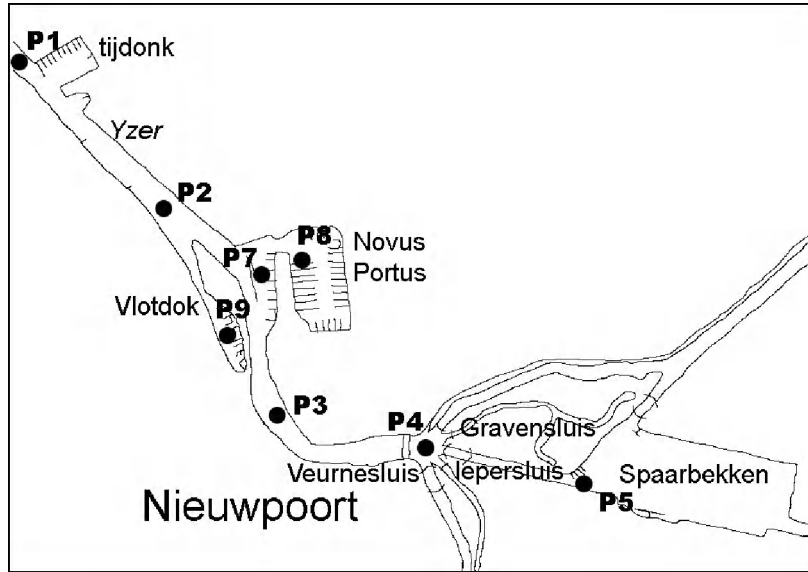 P1
tijdonk
Yzer
P2
P8
Novus
P7
Portus
Vlotdok
P9
P3
P4
Gravensluis
Veurnesluis
Iepersluis
Spaarbekken
P5
Nieuwpoort